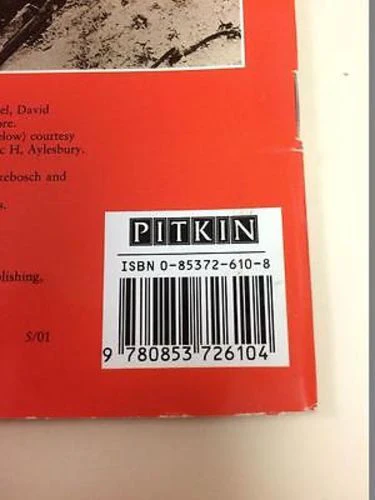 el, David
ore.
elow) courtesy
c H, Aylesbury.
rebosch and
s.
PITKIN
ISBN 0-85372-610-8
lishing,
5/01
9 780853 726104